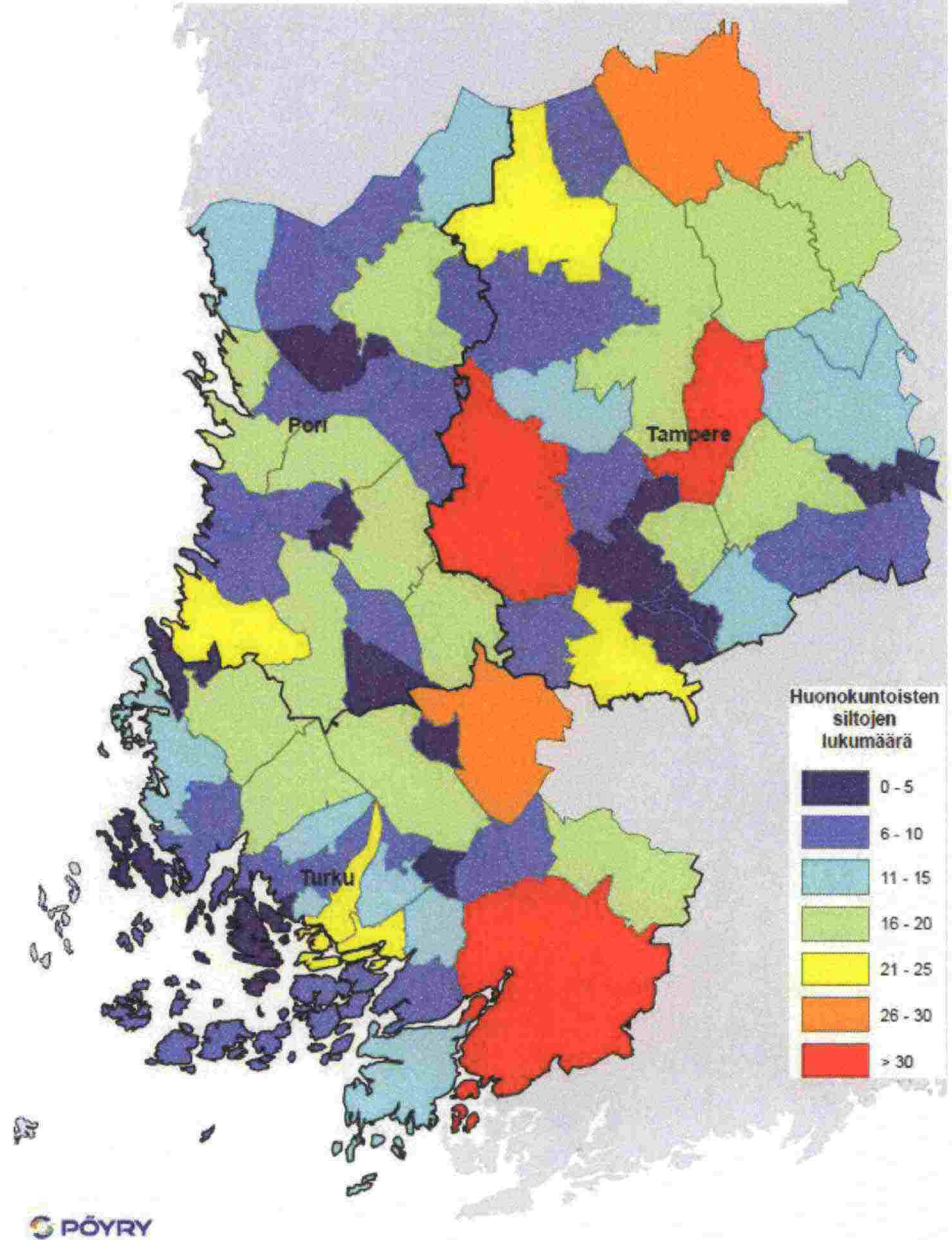 Pori
Tampere
Turku
Huonokuntoisten
siltojen
lukumäärä
0 - 5
6 - 10
11 - 15
16 - 20
21 - 25
26 - 30
> 30
PÖYRY